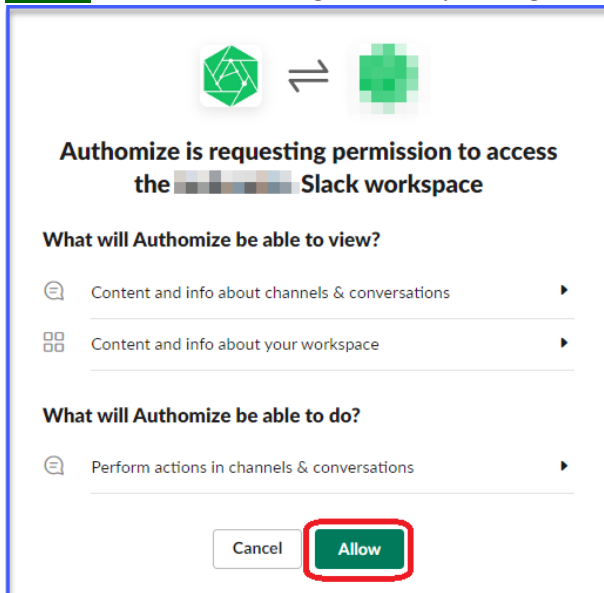 Authomize is requesting permission to access
the Slack workspace
What will Authomize be able to view?
Content and info about channels & conversations
Content and info about your workspace
What will Authomize be able to do?
Perform actions in channels & conversations
Cancel Allow